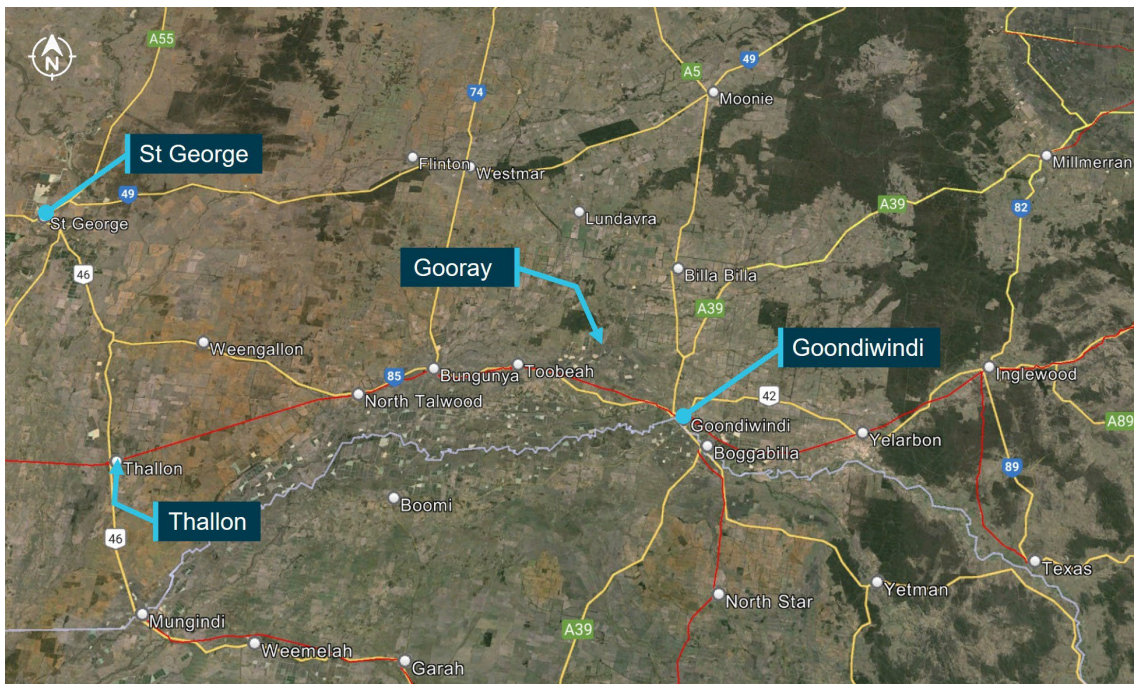 N
A55
74
A5
49
Moonie
St George
Flinton
Westmar
Millmerran
49
St George
82
A39
Lundavra
46
Gooray
Billa Billa
A39
Goondiwindi
Weengallon
Bungunya
Toobeah
85
Inglewood
North Talwood
42
Goondiwindi
A89
Yelarbon
Boggabilla
Thallon
89
Boomi
Thallon
46
Texas
Yetman
North Star
Mungindi
A39
Weemelah
Garah